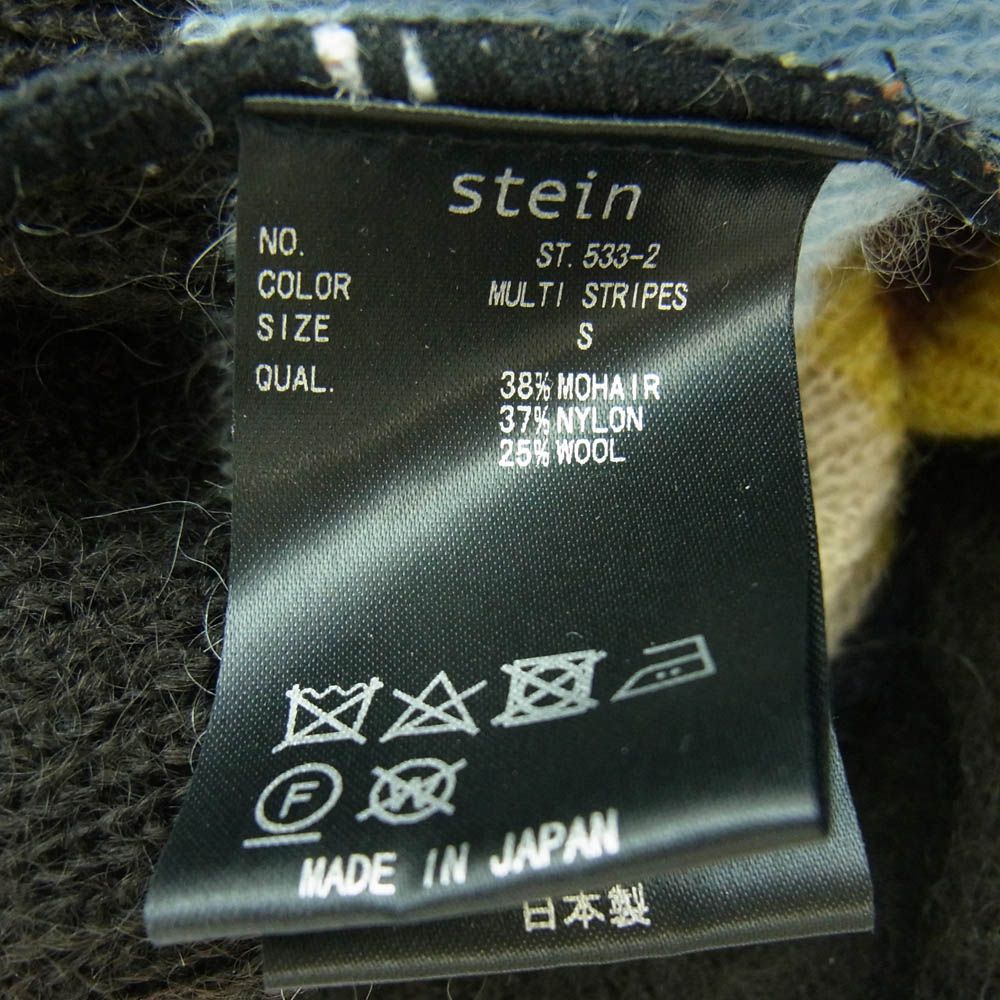 stein
NO. ST.533-2
COLOR MULTI STRIPES
SIZE S
QUAL. 38%MOHAIR
37%NYLON
25%WOOL
F W
MADE IN JAPAN
日本製